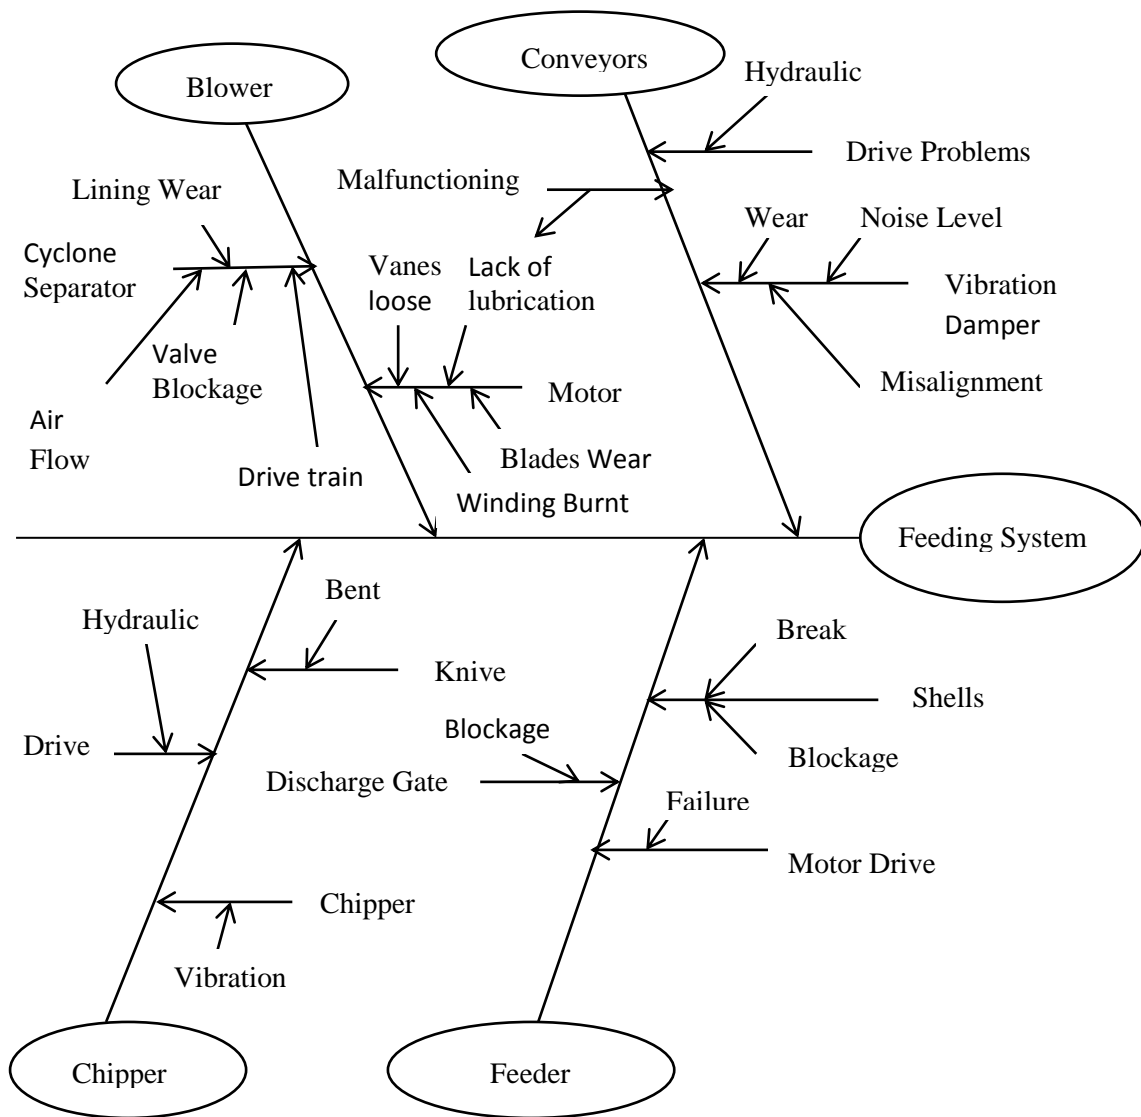 Conveyors
Blower
Hydraulic
Drive Problems
Malfunctioning
Lining Wear
Wear
Noise Level
Cyclone
Separator
Vanes
loose
Lack of
lubrication
Vibration
Damper
Valve
Blockage
Motor
Misalignment
Air
Flow
Drive train
Blades Wear
Winding Burnt
Feeding System
Bent
Hydraulic
Break
Knive
Shells
Drive
Blockage
Blockage
Discharge Gate
Failure
Motor Drive
Chipper
Vibration
Chipper
Feeder